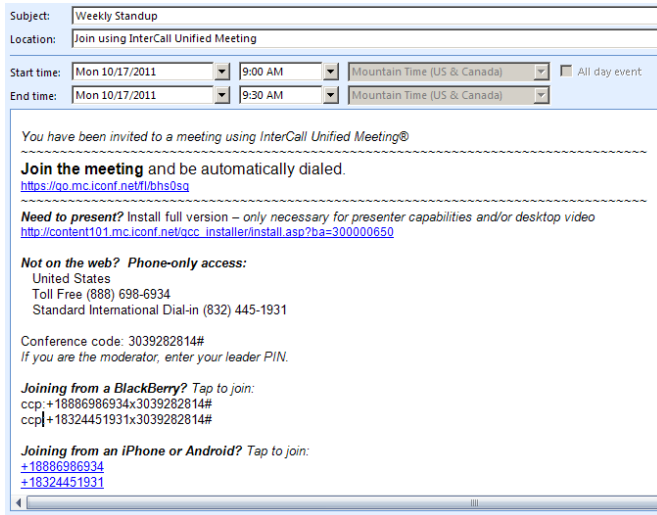 Subject: Weekly Standup
Location: Join using InterCall Unified Meeting
Start time: Mon 10/17/2011 9:00 AM Mountain Time (US & Canada) All day event
End time: Mon 10/17/2011 9:30 AM Mountain Time (US & Canada)
You have been invited to a meeting using InterCall Unified Meeting®
~~~~~~~~~~~~~~~~~~~~~~~~~~~~~~~~~~~~~~~~~~~~~~~~~~~~~~~~~~~~~~~~~~~~~~~~~~~~~~~~
Join the meeting and be automatically dialed.
https://go.mc.iconf.net/fl/bhs0sq
~~~~~~~~~~~~~~~~~~~~~~~~~~~~~~~~~~~~~~~~~~~~~~~~~~~~~~~~~~~~~~~~~~~~~~~~~~~~~~~~
Need to present? Install full version – only necessary for presenter capabilities and/or desktop video
http://content101.mc.iconf.net/gcc_installer/install.asp?ba=300000650
Not on the web? Phone-only access:
United States
Toll Free (888) 698-6934
Standard International Dial-in (832) 445-1931
Conference code: 3039282814#
If you are the moderator, enter your leader PIN.
Joining from a BlackBerry? Tap to join:
ccp:+18886986934x3039282814#
ccp:+18324451931x3039282814#
Joining from an iPhone or Android? Tap to join:
+18886986934
+18324451931